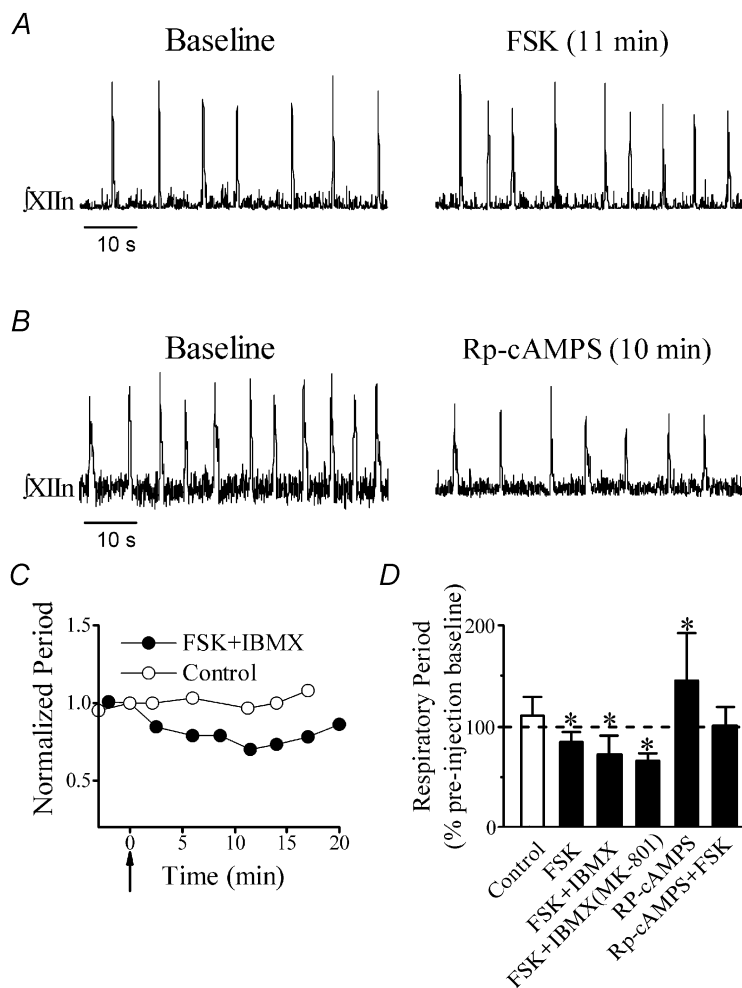 A
Baseline
FSK (11 min)
∫XIIn
10 s
B
Baseline
Rp-cAMPS (10 min)
∫XIIn
10 s
C
Normalized Period
1.5
1.0
0.5
FSK+IBMX
Control
0 5 10 15 20
Time (min)
D
Respiratory Period
(% pre-injection baseline)
200
100
0
* * * *
Control
FSK
FSK+IBMX
FSK+IBMX(MK-801)
RP-cAMPS
Rp-cAMPS+FSK